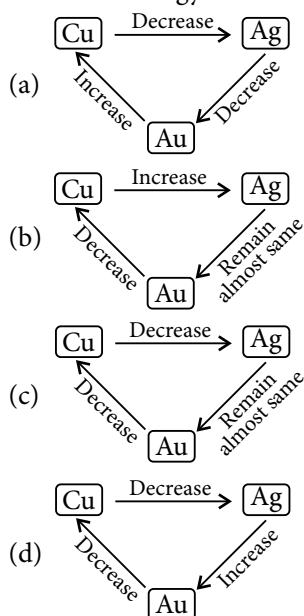 Cu Decrease Ag
(a) Increase Decrease
Au
Cu Increase Ag
(b) Decrease Remain almost same
Au
Cu Decrease Ag
(c) Decrease Remain almost same
Au
Cu Decrease Ag
(d) Decrease Increase
Au